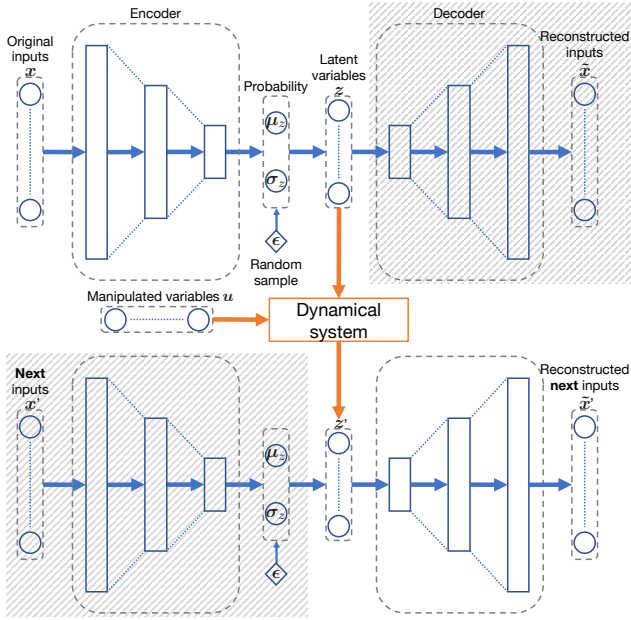 Encoder
Decoder
Original
inputs
x
Probability
μz
σz
ϵ
Random
sample
Latent
variables
z
Reconstructed
inputs
x̃
Manipulated variables u
Dynamical
system
Next
inputs
x'
μz
σz
ϵ
z'
Reconstructed
next inputs
x̃'